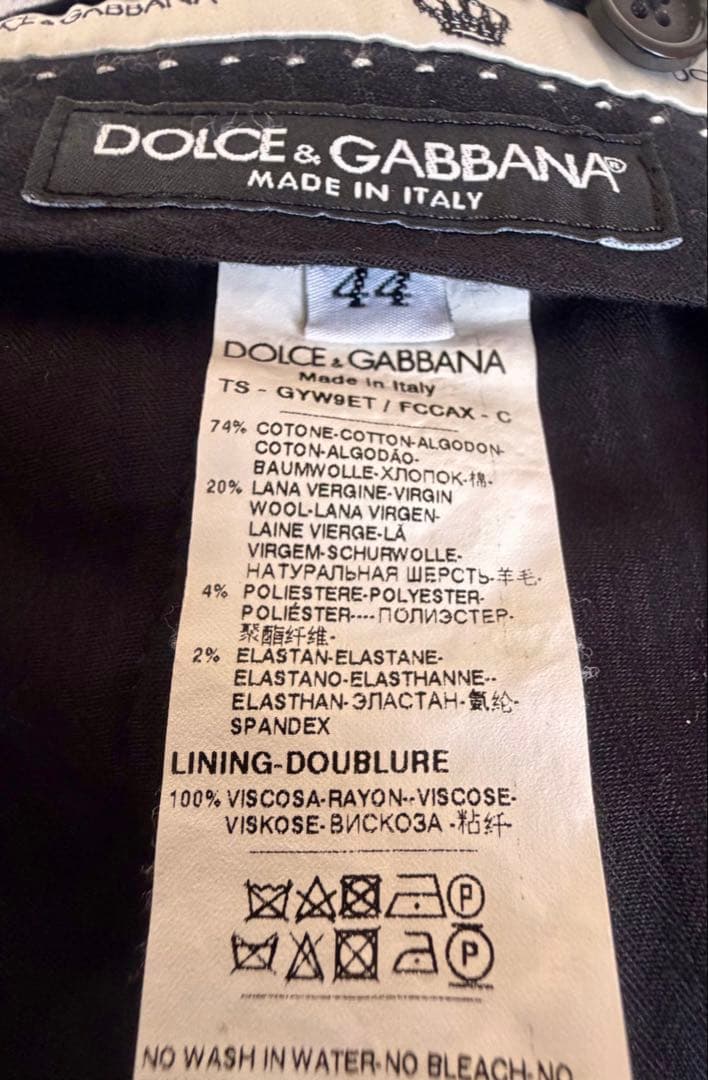 DOLCE & GABBANA®
MADE IN ITALY
44
DOLCE & GABBANA
Made in Italy
TS - GYW9ET / FCCAX - C
74% COTONE-COTTON-ALGODON-
COTON-ALGODÃO-
BAUMWOLLE-ХЛОПОК-棉-
20% LANA VERGINE-VIRGIN
WOOL-LANA VIRGEN-
LAINE VIERGE-LÃ
VIRGEM-SCHURWOLLE-
НАТУРАЛЬНАЯ ШЕРСТЬ-羊毛-
4% POLIESTERE-POLYESTER-
POLIÉSTER----ПОЛИЭСТЕР-
聚酯纤维-
2% ELASTAN-ELASTANE-
ELASTANO-ELASTHANNE--
ELASTHAN-ЭЛАСТАН-氨纶-
SPANDEX
LINING-DOUBLURE
100% VISCOSA-RAYON--VISCOSE-
VISKOSE-ВИСКОЗА -粘纤-
P
P
NO WASH IN WATER-NO BLEACH-NO